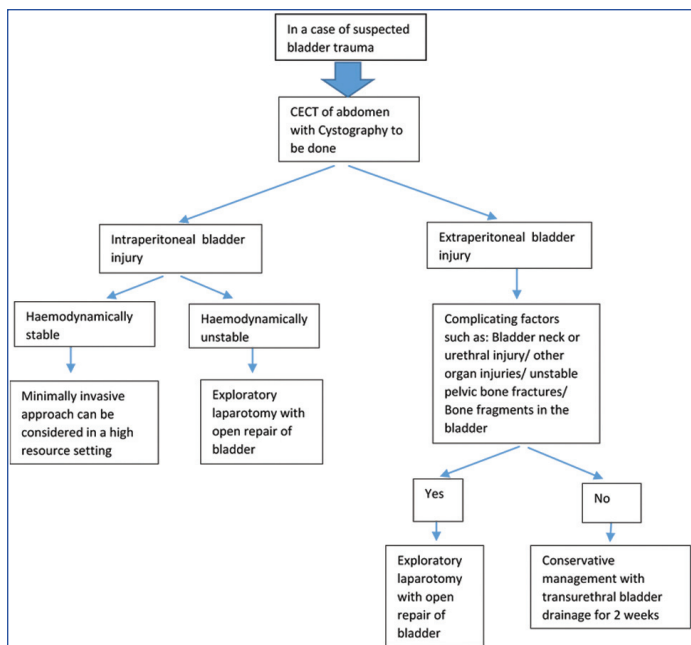 In a case of suspected
bladder trauma
CECT of abdomen
with Cystography to
be done
Intraperitoneal bladder
injury
Extraperitoneal bladder
injury
Haemodynamically
stable
Haemodynamically
unstable
Complicating factors
such as: Bladder neck or
urethral injury/ other
organ injuries/ unstable
pelvic bone fractures/
Bone fragments in the
bladder
Minimally invasive
approach can be
considered in a high
resource setting
Exploratory
laparotomy with
open repair of
bladder
Yes
No
Exploratory
laparotomy
with open
repair of
bladder
Conservative
management with
transurethral bladder
drainage for 2 weeks